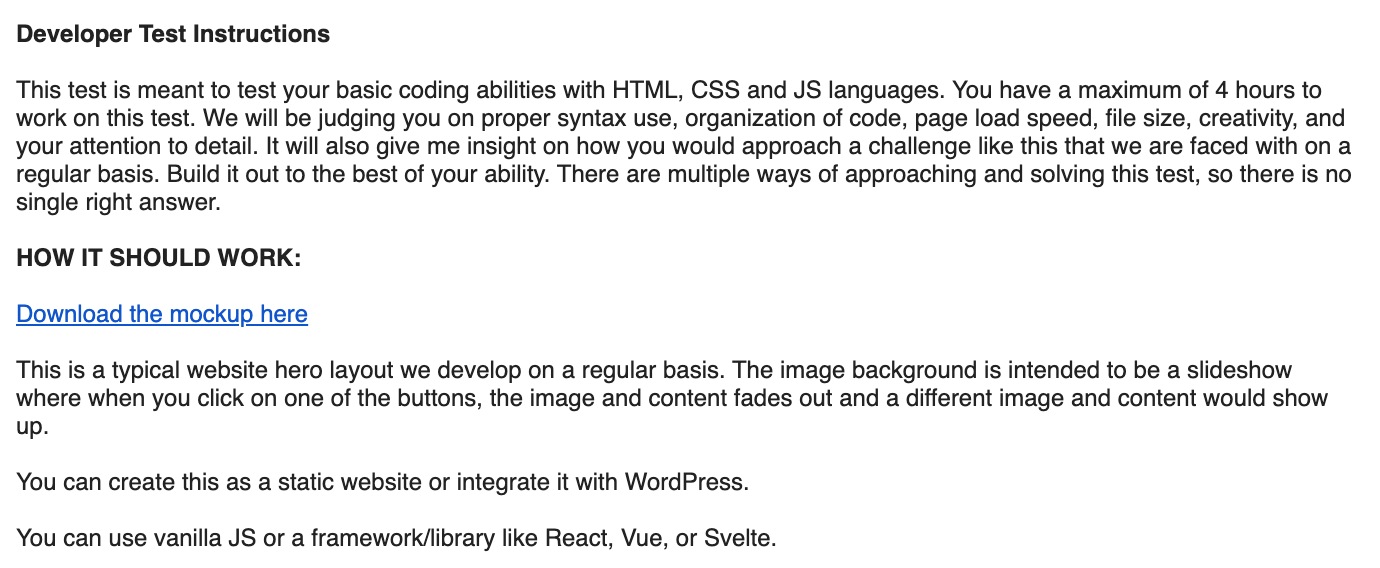 Developer Test Instructions
This test is meant to test your basic coding abilities with HTML, CSS and JS languages. You have a maximum of 4 hours to
work on this test. We will be judging you on proper syntax use, organization of code, page load speed, file size, creativity, and
your attention to detail. It will also give me insight on how you would approach a challenge like this that we are faced with on a
regular basis. Build it out to the best of your ability. There are multiple ways of approaching and solving this test, so there is no
single right answer.
HOW IT SHOULD WORK:
Download the mockup here
This is a typical website hero layout we develop on a regular basis. The image background is intended to be a slideshow
where when you click on one of the buttons, the image and content fades out and a different image and content would show
up.
You can create this as a static website or integrate it with WordPress.
You can use vanilla JS or a framework/library like React, Vue, or Svelte.